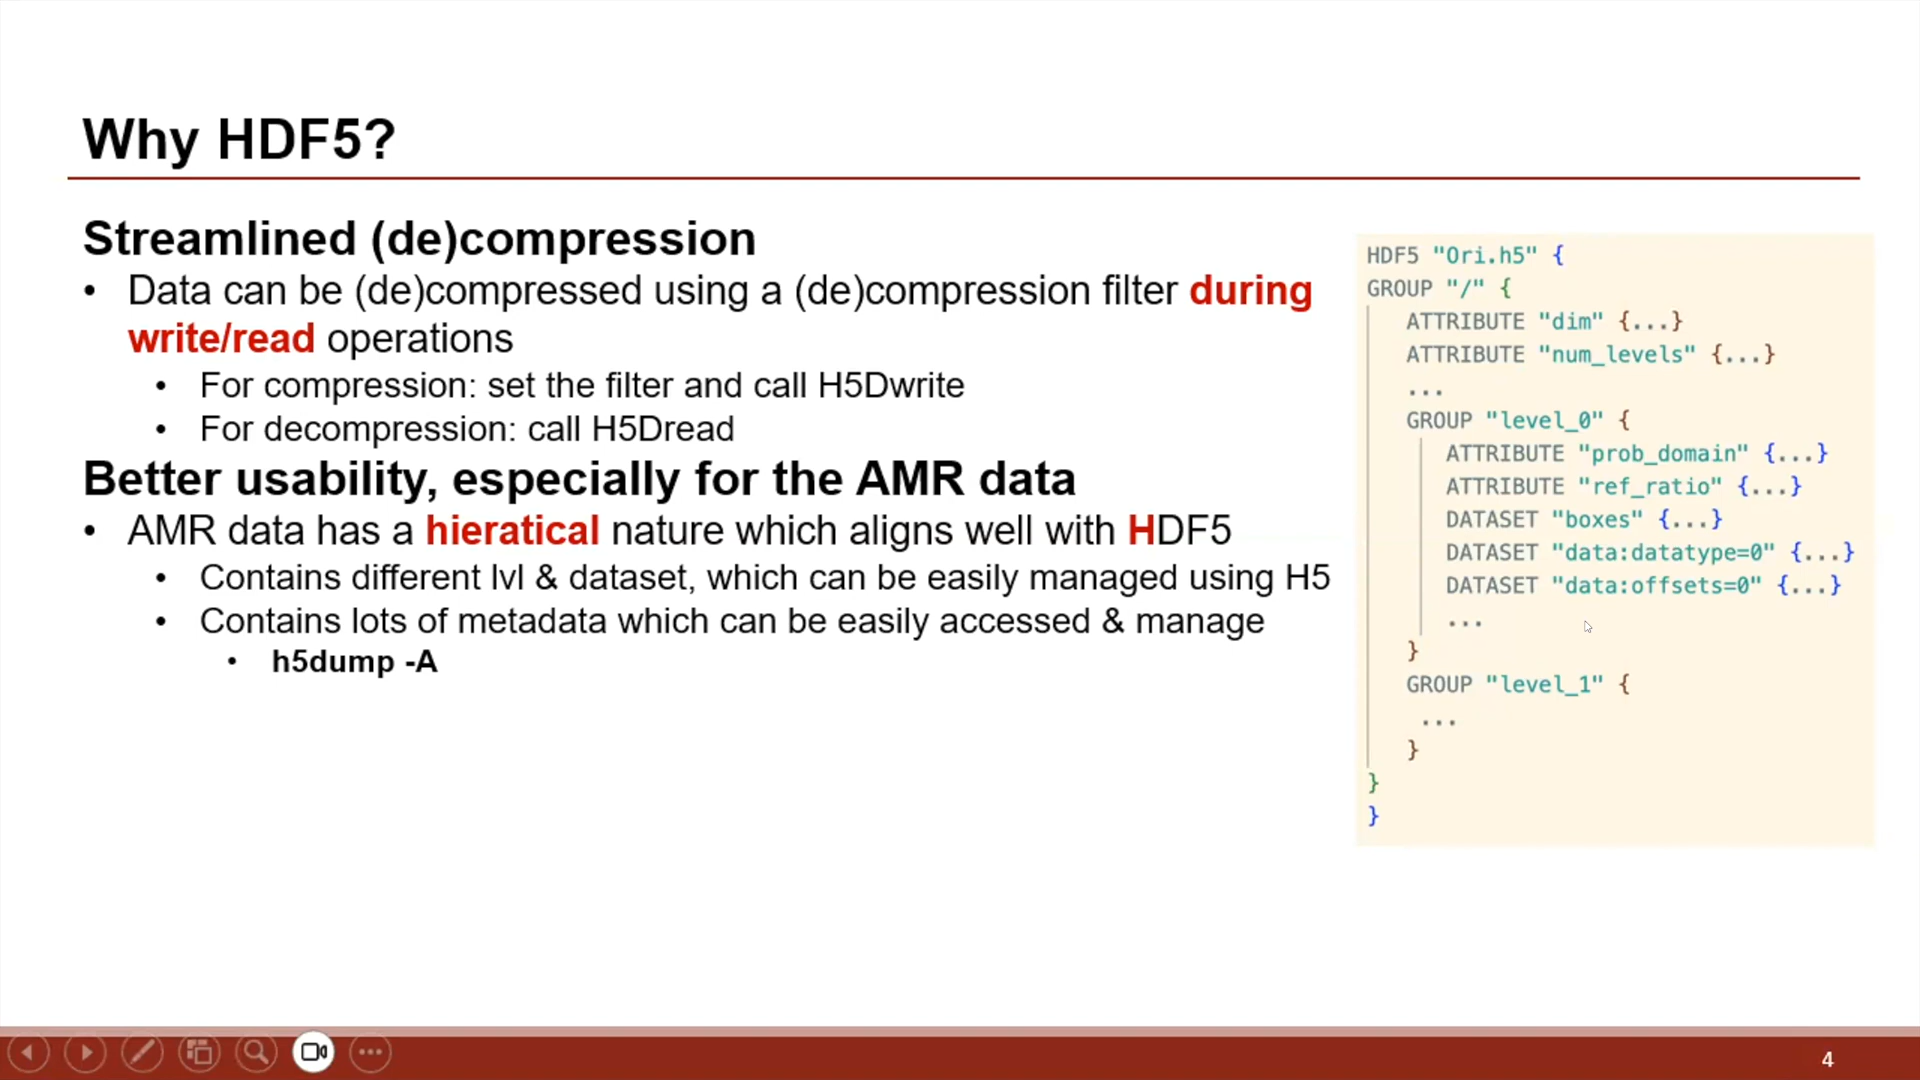 Why HDF5?
Streamlined (de)compression
• Data can be (de)compressed using a (de)compression filter during
write/read operations
• For compression: set the filter and call H5Dwrite
• For decompression: call H5Dread
Better usability, especially for the AMR data
• AMR data has a hieratical nature which aligns well with HDF5
• Contains different lvl & dataset, which can be easily managed using H5
• Contains lots of metadata which can be easily accessed & manage
• h5dump -A
HDF5 "Ori.h5" {
GROUP "/" {
ATTRIBUTE "dim" {...}
ATTRIBUTE "num_levels" {...}
...
GROUP "level_0" {
ATTRIBUTE "prob_domain" {...}
ATTRIBUTE "ref_ratio" {...}
DATASET "boxes" {...}
DATASET "data:datatype=0" {...}
DATASET "data:offsets=0" {...}
...
}
GROUP "level_1" {
...
}
}
}
4